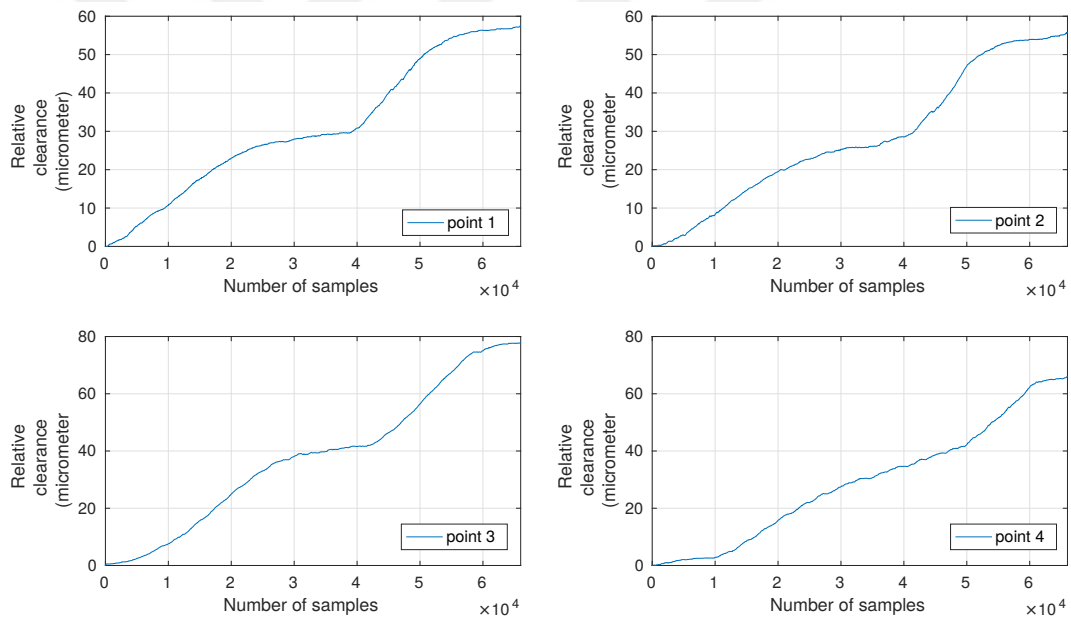 60
50
40
30
20
10
0
Relative
clearance
(micrometer)
point 1
0 1 2 3 4 5 6
Number of samples
×10^4
60
50
40
30
20
10
0
Relative
clearance
(micrometer
point 2
0 1 2 3 4 5 6
Number of samples
×10^4
80
60
40
20
0
Relative
clearance
(micrometer
point 3
0 1 2 3 4 5 6
Number of samples
×10^4
80
60
40
20
0
Relative
clearance
(micrometer
point 4
0 1 2 3 4 5 6
Number of samples
×10^4